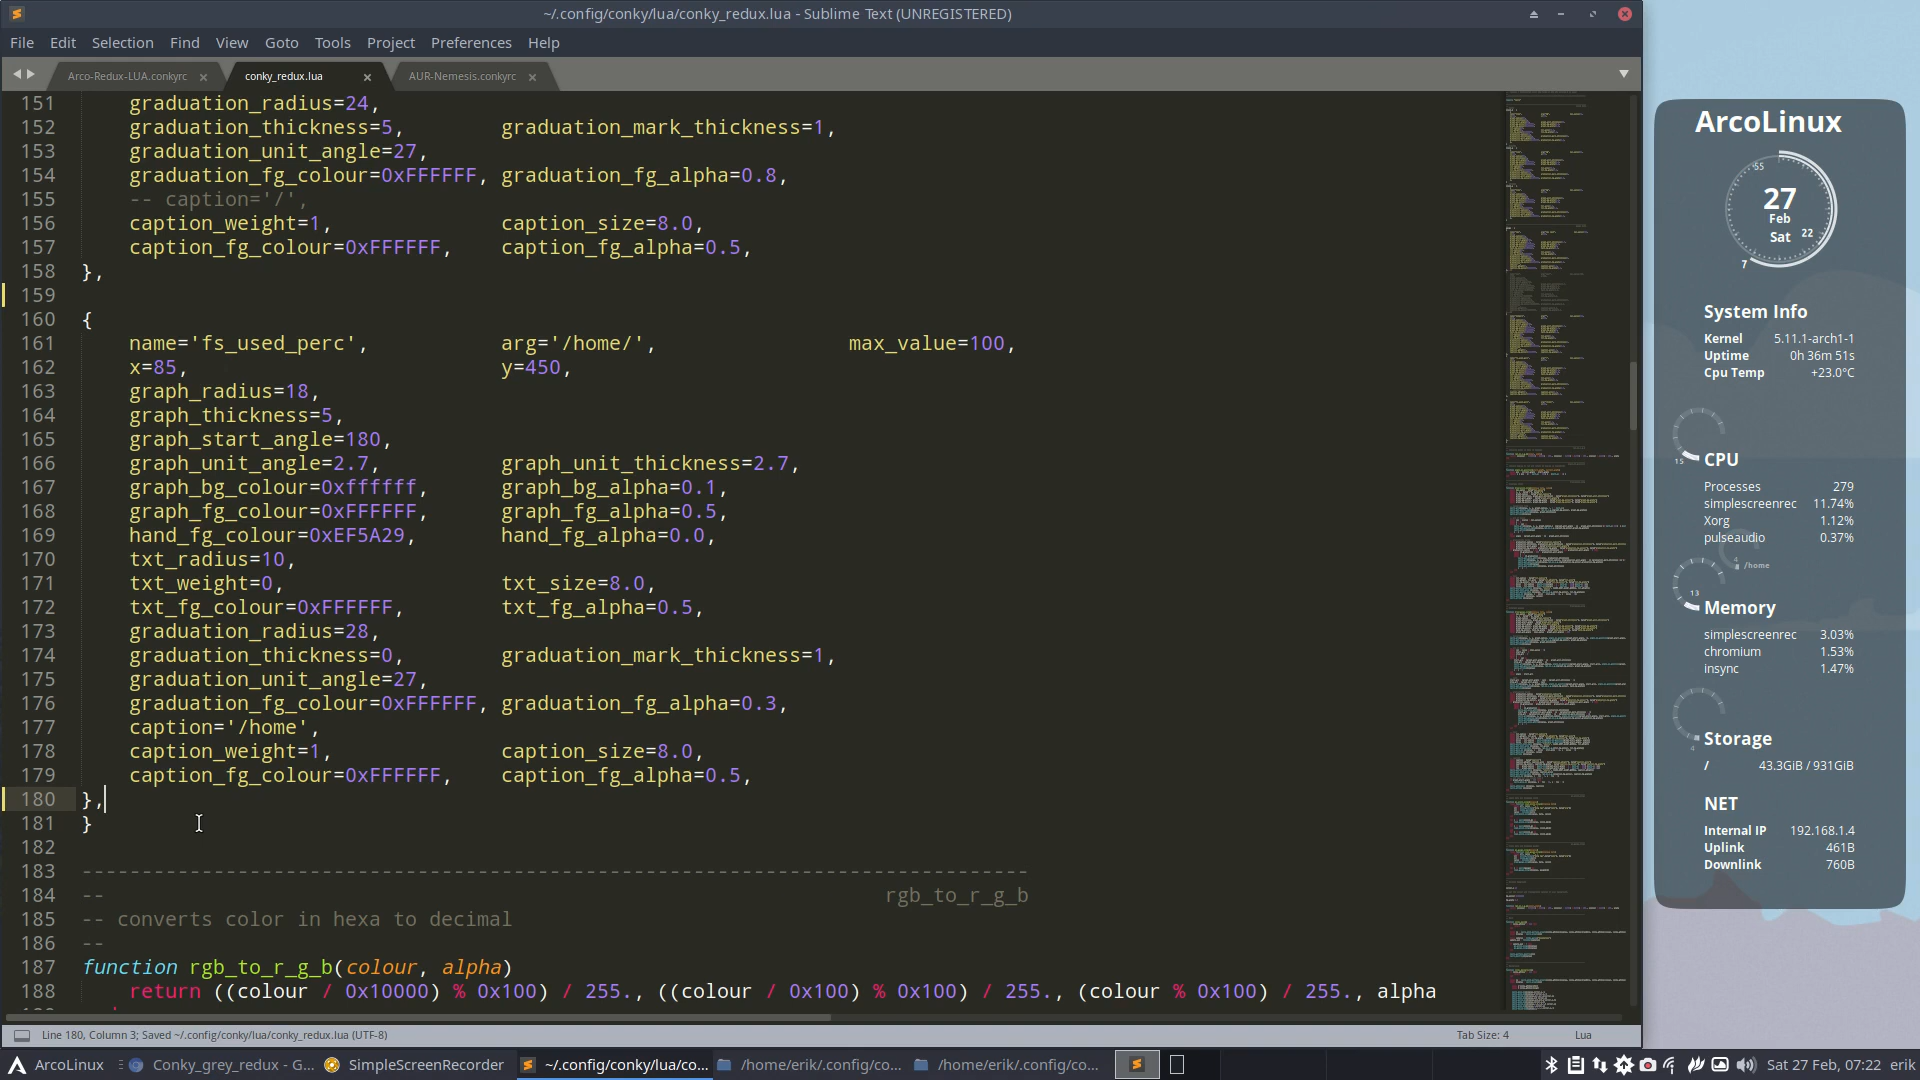 ~/.config/conky/lua/conky_redux.lua - Sublime Text (UNREGISTERED)
File Edit Selection Find View Goto Tools Project Preferences Help
Arco-Redux-LUA.conkyrc conky_redux.lua AUR-Nemesis.conkyrc
151 graduation_radius=24,
152 graduation_thickness=5, graduation_mark_thickness=1,
153 graduation_unit_angle=27,
154 graduation_fg_colour=0xFFFFFF, graduation_fg_alpha=0.8,
155 -- caption='/',
156 caption_weight=1, caption_size=8.0,
157 caption_fg_colour=0xFFFFFF, caption_fg_alpha=0.5,
158 },
159
160 {
161 name='fs_used_perc', arg='/home/', max_value=100,
162 x=85, y=450,
163 graph_radius=18,
164 graph_thickness=5,
165 graph_start_angle=180,
166 graph_unit_angle=2.7, graph_unit_thickness=2.7,
167 graph_bg_colour=0xffffff, graph_bg_alpha=0.1,
168 graph_fg_colour=0xFFFFFF, graph_fg_alpha=0.5,
169 hand_fg_colour=0xEF5A29, hand_fg_alpha=0.0,
170 txt_radius=10,
171 txt_weight=0, txt_size=8.0,
172 txt_fg_colour=0xFFFFFF, txt_fg_alpha=0.5,
173 graduation_radius=28,
174 graduation_thickness=0, graduation_mark_thickness=1,
175 graduation_unit_angle=27,
176 graduation_fg_colour=0xFFFFFF, graduation_fg_alpha=0.3,
177 caption='/home',
178 caption_weight=1, caption_size=8.0,
179 caption_fg_colour=0xFFFFFF, caption_fg_alpha=0.5,
180 },
181 }
182
183 -------------------------------------------------------------------------------
184 -- rgb_to_r_g_b
185 -- converts color in hexa to decimal
186 --
187 function rgb_to_r_g_b(colour, alpha)
188 return ((colour / 0x10000) % 0x100) / 255., ((colour / 0x100) % 0x100) / 255., (colour % 0x100) / 255., alpha
Line 180, Column 3; Saved ~/.config/conky/lua/conky_redux.lua (UTF-8) Tab Size: 4 Lua
ArcoLinux
55
27
Feb
Sat 22
7
System Info
Kernel 5.11.1-arch1-1
Uptime 0h 36m 51s
Cpu Temp +23.0°C
15 CPU
Processes 279
simplescreenrec 11.74%
Xorg 1.12%
pulseaudio 0.37%
4 /home
13
Memory
simplescreenrec 3.03%
chromium 1.53%
insync 1.47%
4 Storage
/ 43.3GiB / 931GiB
NET
Internal IP 192.168.1.4
Uplink 461B
Downlink 760B
ArcoLinux Conky_grey_redux - G... SimpleScreenRecorder ~/.config/conky/lua/co... /home/erik/.config/co... /home/erik/.config/co... Sat 27 Feb, 07:22 erik